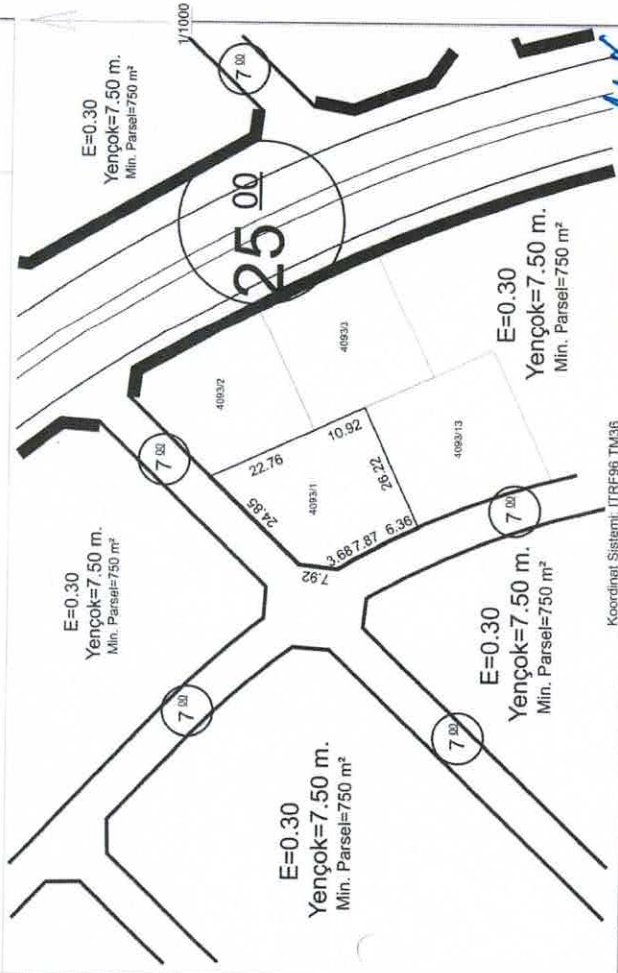 1/1000
7.00
E=0.30
Yençok=7.50 m.
Min. Parsel=750 m²
25.00
E=0.30
Yençok=7.50 m.
Min. Parsel=750 m²
4093/2
4093/3
7.00
22.76
10.92
24.85
4093/1
26.22
4093/13
7.92
3.68
7.87
6.36
7.00
E=0.30
Yençok=7.50 m.
Min. Parsel=750 m²
E=0.30
Yençok=7.50 m.
Min. Parsel=750 m²
7.00
7.00
E=0.30
Yençok=7.50 m.
Min. Parsel=750 m²
Koordinat Sistemi: ITRF96 TM36